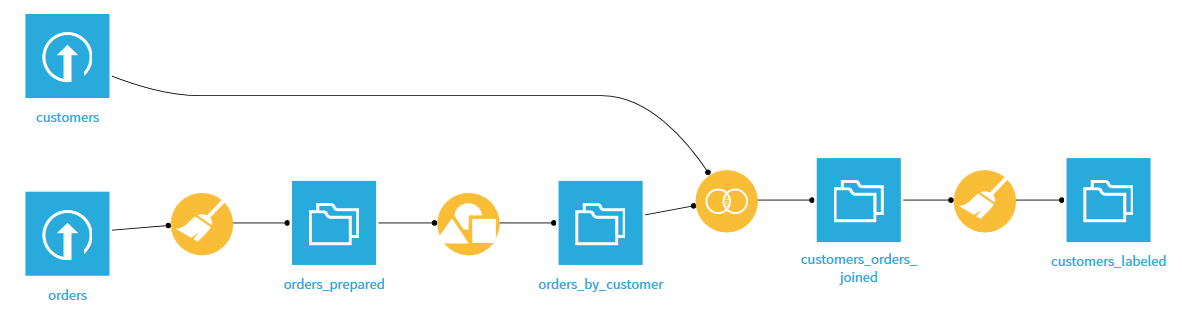 customers
orders
orders_prepared
orders_by_customer
customers_orders_
joined
customers_labeled